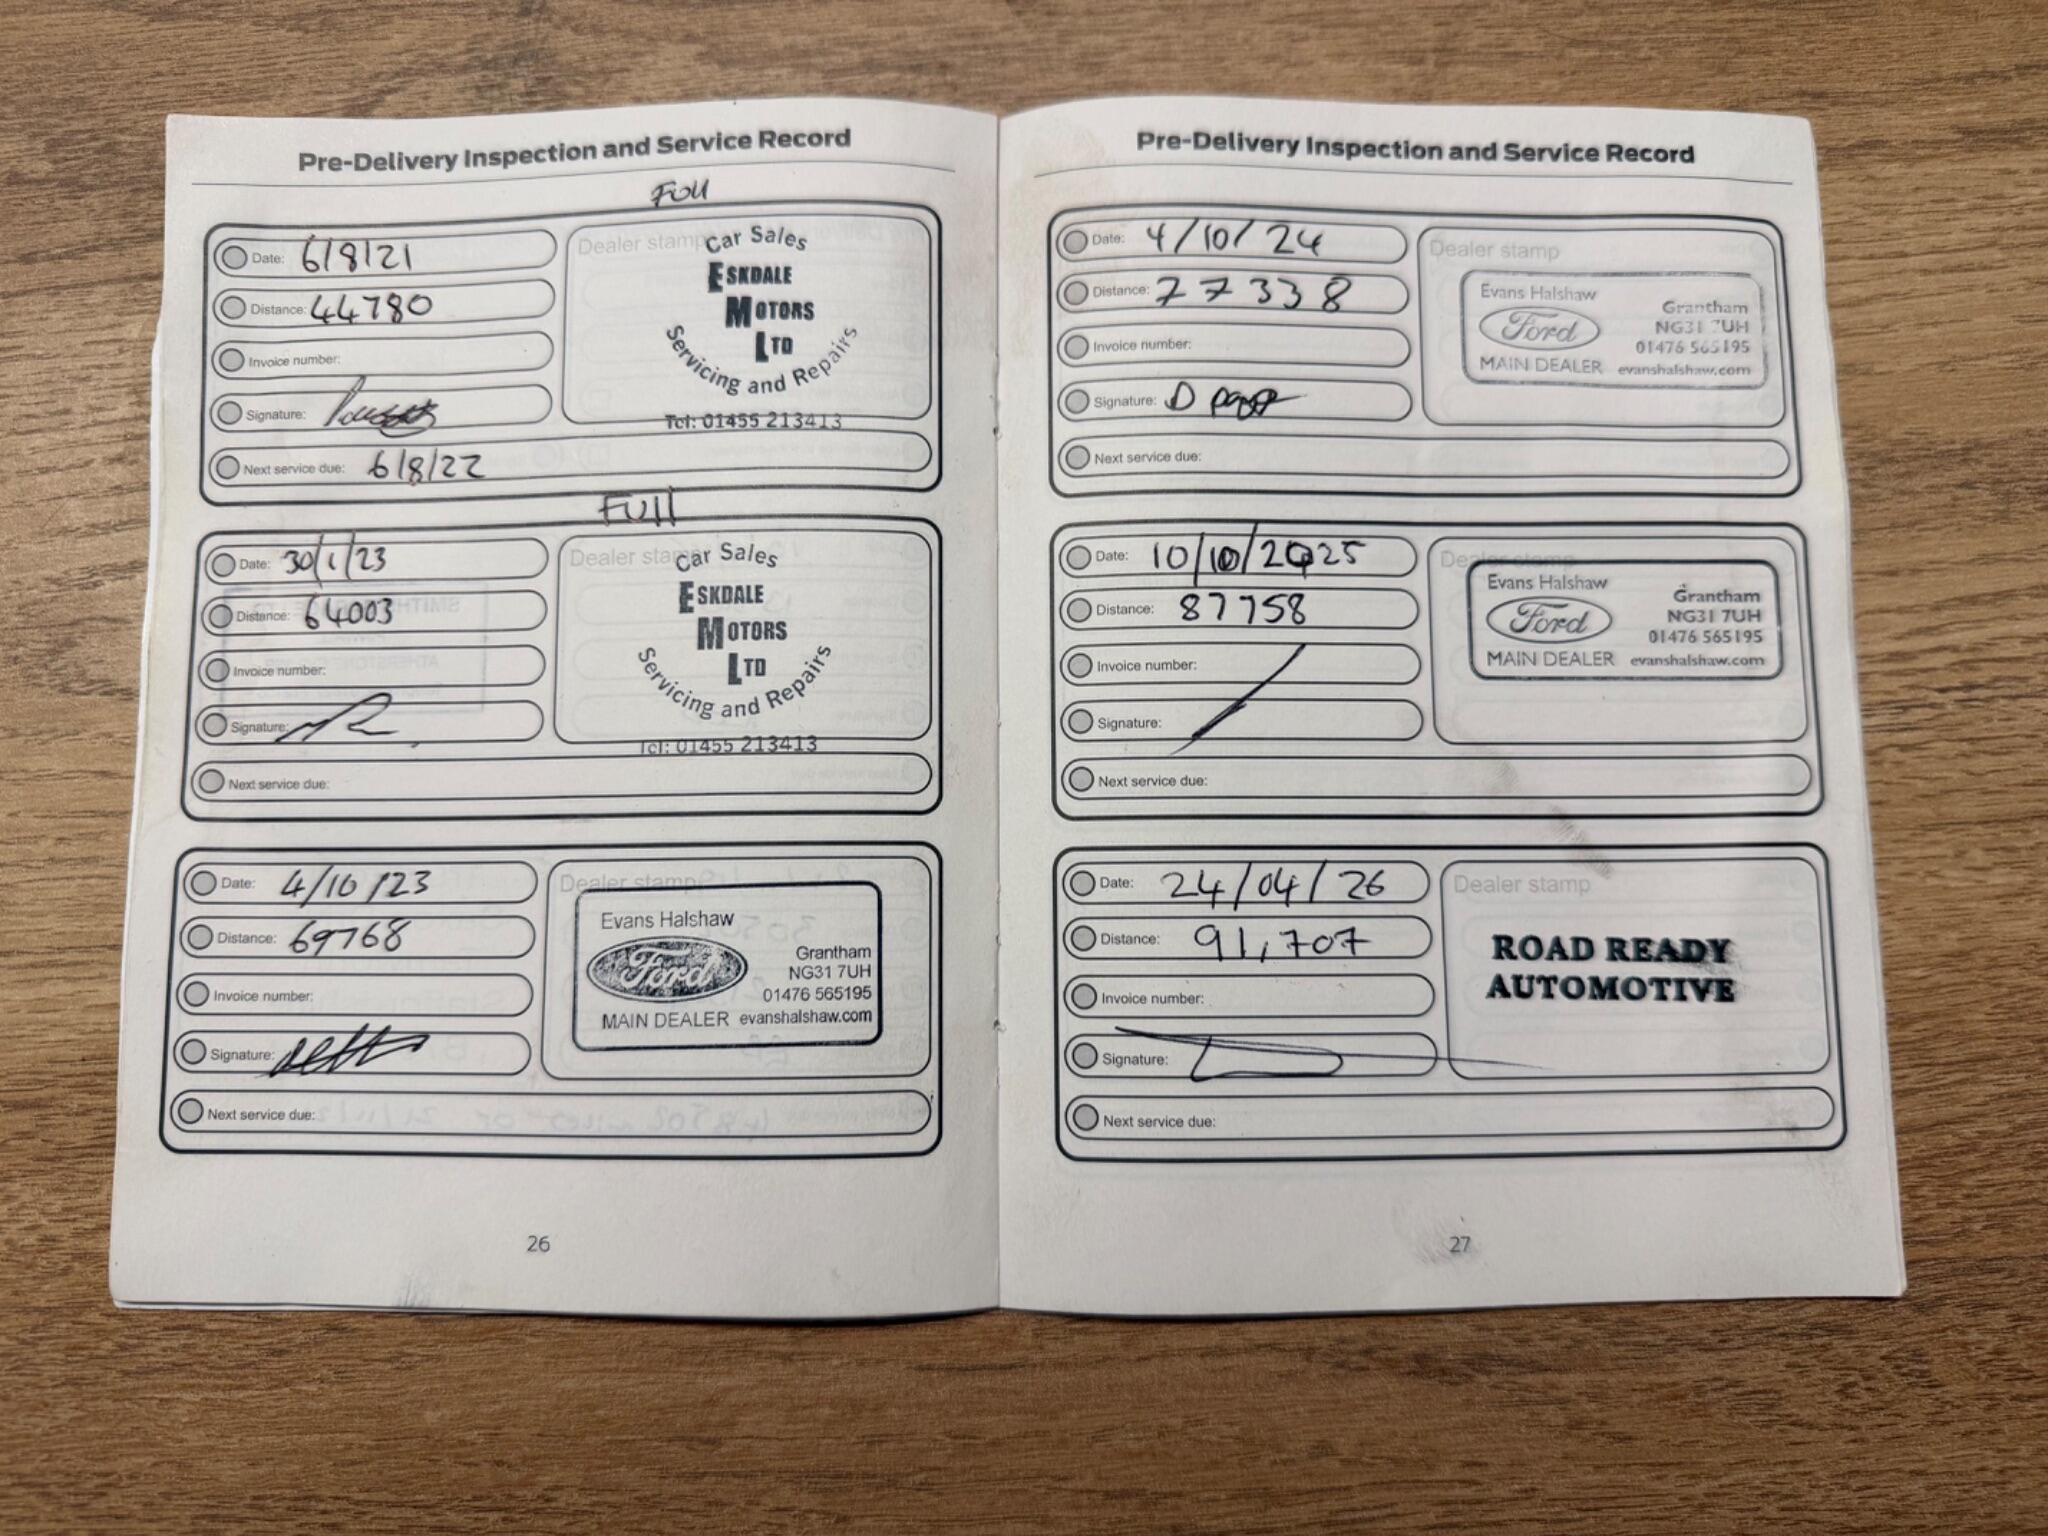 Pre-Delivery Inspection and Service Record
Full
Date: 6/8/21
Distance: 44780
Invoice number:
Signature:
Next service due: 6/8/22
Dealer stamp
Car Sales
ESKDALE
MOTORS
LTD
Servicing and Repairs
Tel: 01455 213413
Full
Date: 30/1/23
Distance: 64003
Invoice number:
Signature:
Next service due:
Dealer stamp
Car Sales
ESKDALE
MOTORS
LTD
Servicing and Repairs
Tel: 01455 213413
Date: 4/10/23
Distance: 69768
Invoice number:
Signature:
Next service due:
Dealer stamp
Evans Halshaw
Ford
Grantham
NG31 7UH
01476 565195
MAIN DEALER evanshalshaw.com
26
Pre-Delivery Inspection and Service Record
Date: 4/10/24
Distance: 77338
Invoice number:
Signature: D
Next service due:
Dealer stamp
Evans Halshaw
Ford
Grantham
NG31 7UH
01476 565195
MAIN DEALER evanshalshaw.com
Date: 10/10/2025
Distance: 87758
Invoice number:
Signature:
Next service due:
Dealer stamp
Evans Halshaw
Ford
Grantham
NG31 7UH
01476 565195
MAIN DEALER evanshalshaw.com
Date: 24/04/26
Distance: 91,707
Invoice number:
Signature:
Next service due:
Dealer stamp
ROAD READY
AUTOMOTIVE
27